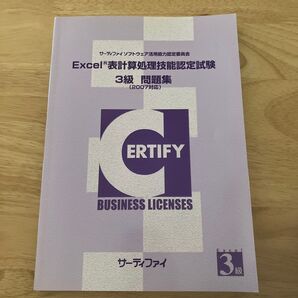 サーティファイソフトウェア活用能力認定委員会
Excel®表計算処理技能認定試験
3級 問題集
(2007対応)
C
ERTIFY
BUSINESS LICENSES
サーティファイ
3級